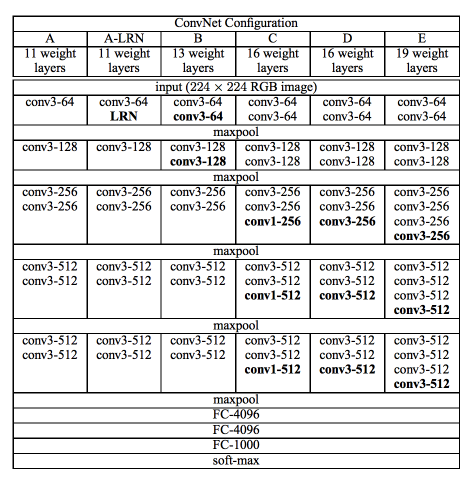 ConvNet Configuration
A A-LRN B C D E
11 weight 11 weight 13 weight 16 weight 16 weight 19 weight
layers layers layers layers layers layers
input (224 × 224 RGB image)
conv3-64 conv3-64 conv3-64 conv3-64 conv3-64 conv3-64
LRN conv3-64 conv3-64 conv3-64 conv3-64
maxpool
conv3-128 conv3-128 conv3-128 conv3-128 conv3-128 conv3-128
conv3-128 conv3-128 conv3-128 conv3-128
maxpool
conv3-256 conv3-256 conv3-256 conv3-256 conv3-256 conv3-256
conv3-256 conv3-256 conv3-256 conv3-256 conv3-256 conv3-256
conv1-256 conv3-256 conv3-256
conv3-256
maxpool
conv3-512 conv3-512 conv3-512 conv3-512 conv3-512 conv3-512
conv3-512 conv3-512 conv3-512 conv3-512 conv3-512 conv3-512
conv1-512 conv3-512 conv3-512
conv3-512
maxpool
conv3-512 conv3-512 conv3-512 conv3-512 conv3-512 conv3-512
conv3-512 conv3-512 conv3-512 conv3-512 conv3-512 conv3-512
conv1-512 conv3-512 conv3-512
conv3-512
maxpool
FC-4096
FC-4096
FC-1000
soft-max